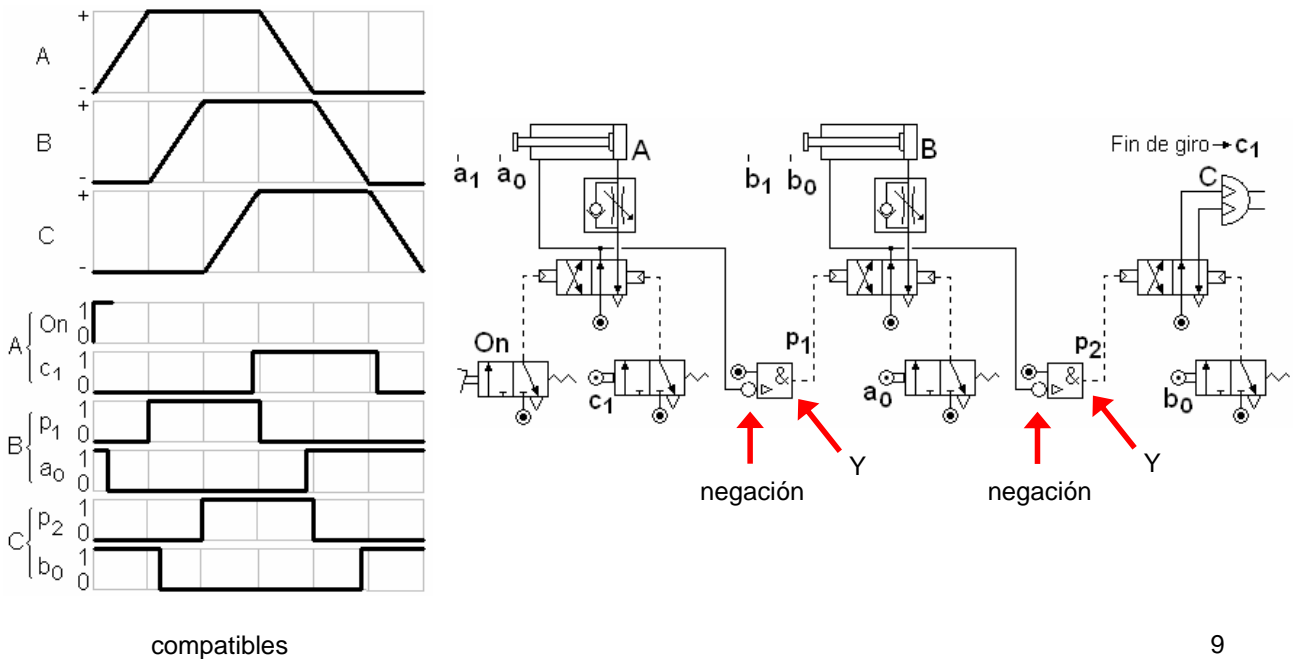 +
A
-
+
B
-
+
C
-
A { On 1 0
c1 1 0
B { p1 1 0
a0 1 0
C { p2 1 0
b0 1 0
A
B
Fin de giro → c1
a1 a0
b1 b0
C
On
c1
p1
&
a0
p2
&
b0
Y
Y
negación
negación
compatibles
9